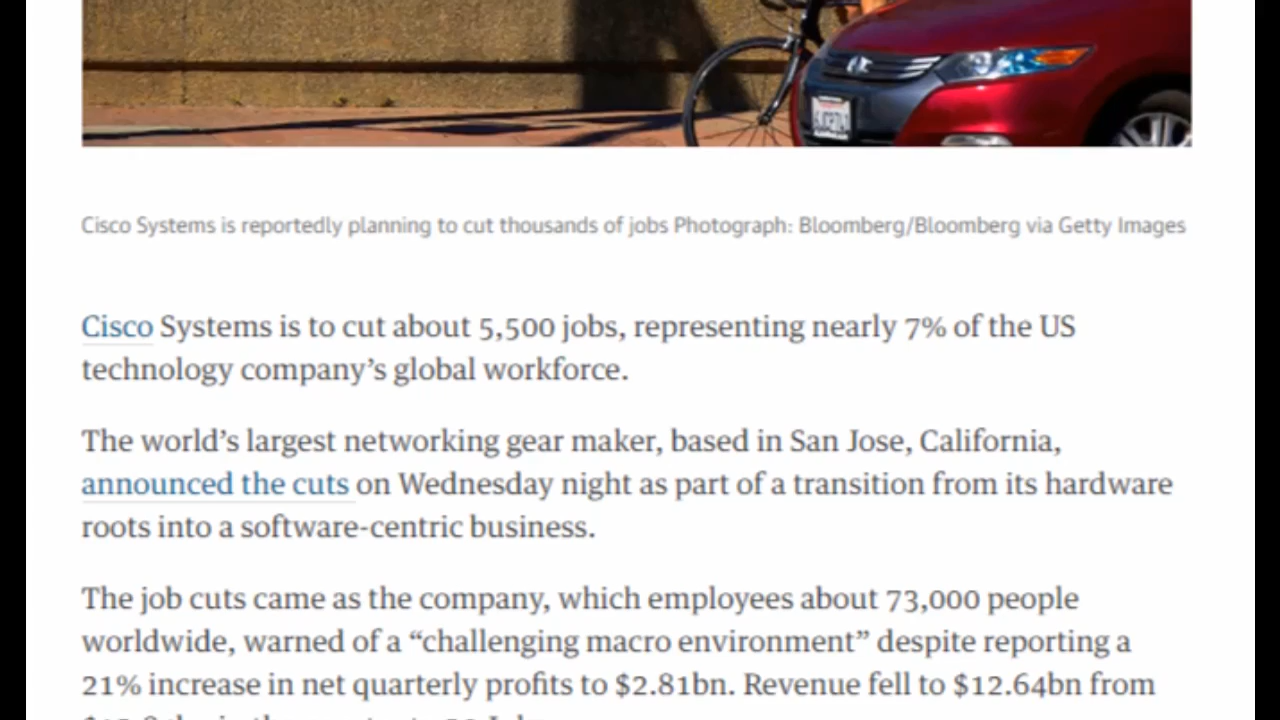 Cisco Systems is reportedly planning to cut thousands of jobs Photograph: Bloomberg/Bloomberg via Getty Images
Cisco Systems is to cut about 5,500 jobs, representing nearly 7% of the US
technology company’s global workforce.
The world’s largest networking gear maker, based in San Jose, California,
announced the cuts on Wednesday night as part of a transition from its hardware
roots into a software-centric business.
The job cuts came as the company, which employees about 73,000 people
worldwide, warned of a “challenging macro environment” despite reporting a
21% increase in net quarterly profits to $2.81bn. Revenue fell to $12.64bn from